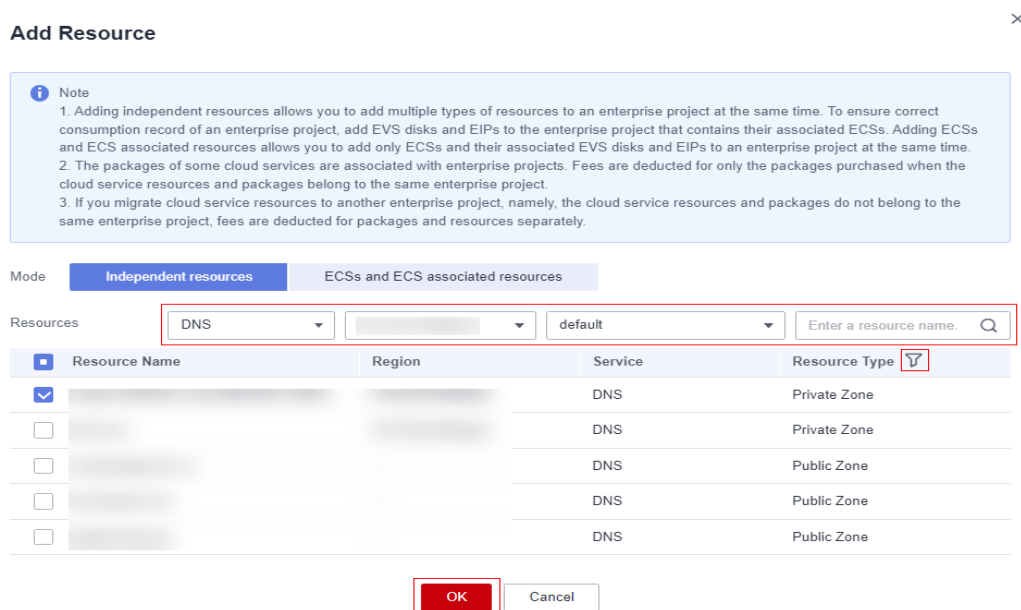 Add Resource
Note
1. Adding independent resources allows you to add multiple types of resources to an enterprise project at the same time. To ensure correct
consumption record of an enterprise project, add EVS disks and EIPs to the enterprise project that contains their associated ECSs. Adding ECSs
and ECS associated resources allows you to add only ECSs and their associated EVS disks and EIPs to an enterprise project at the same time.
2. The packages of some cloud services are associated with enterprise projects. Fees are deducted for only the packages purchased when the
cloud service resources and packages belong to the same enterprise project.
3. If you migrate cloud service resources to another enterprise project, namely, the cloud service resources and packages do not belong to the
same enterprise project, fees are deducted for packages and resources separately.
Mode Independent resources ECSs and ECS associated resources
Resources DNS default Enter a resource name.
Resource Name Region Service Resource Type
DNS Private Zone
DNS Private Zone
DNS Public Zone
DNS Public Zone
DNS Public Zone
OK Cancel